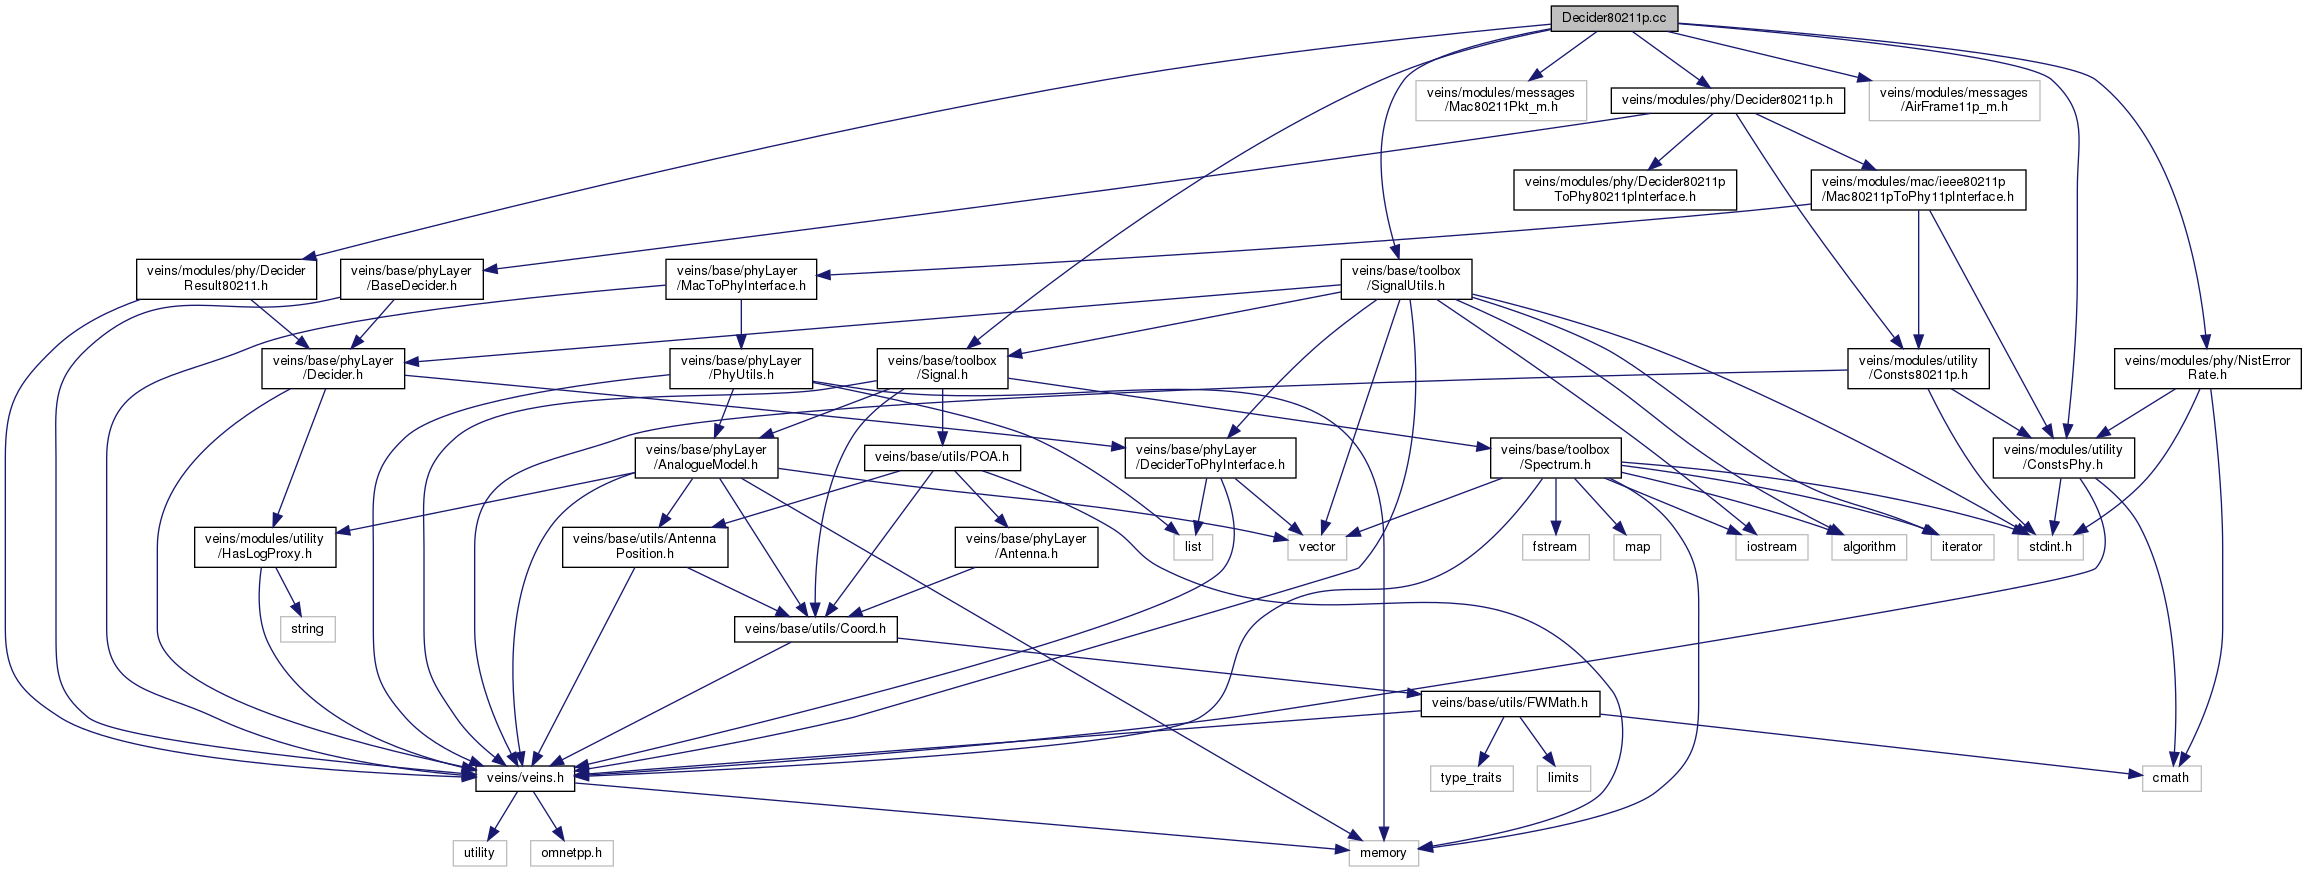 Decider80211p.cc
veins/modules/messages
/Mac80211Pkt_m.h
veins/modules/phy/Decider80211p.h
veins/modules/messages
/AirFrame11p_m.h
veins/modules/phy/Decider80211p
ToPhy80211pInterface.h
veins/modules/mac/ieee80211p
/Mac80211pToPhy11pInterface.h
veins/modules/phy/Decider
Result80211.h
veins/base/phyLayer
/BaseDecider.h
veins/base/phyLayer
/MacToPhyInterface.h
veins/base/toolbox
/SignalUtils.h
veins/base/phyLayer
/Decider.h
veins/base/phyLayer
/PhyUtils.h
veins/base/toolbox
/Signal.h
veins/modules/utility
/Consts80211p.h
veins/modules/phy/NistError
Rate.h
veins/base/phyLayer
/AnalogueModel.h
veins/base/utils/POA.h
veins/base/phyLayer
/DeciderToPhyInterface.h
veins/base/toolbox
/Spectrum.h
veins/modules/utility
/ConstsPhy.h
veins/modules/utility
/HasLogProxy.h
veins/base/utils/Antenna
Position.h
veins/base/phyLayer
/Antenna.h
list
vector
fstream
map
iostream
algorithm
iterator
stdint.h
string
veins/base/utils/Coord.h
veins/base/utils/FWMath.h
veins/veins.h
type_traits
limits
cmath
utility
omnetpp.h
memory